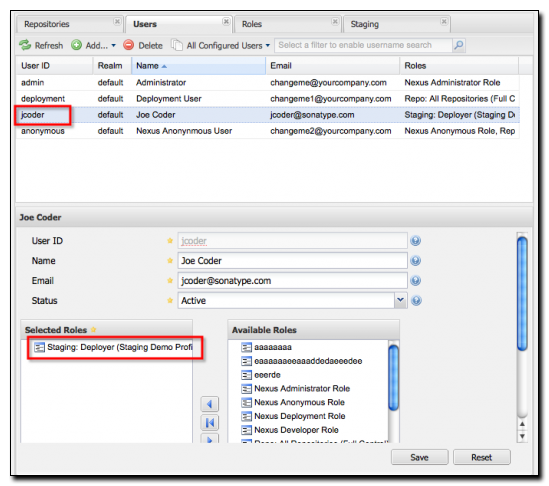 Repositories Users Roles Staging
Refresh Add... Delete All Configured Users Select a filter to enable username search
User ID Realm Name Email Roles
admin default Administrator changeme@yourcompany.com Nexus Administrator Role
deployment default Deployment User changeme1@yourcompany.com Repo: All Repositories (Full C
jcoder default Joe Coder jcoder@sonatype.com Staging: Deployer (Staging De
anonymous default Nexus Anonynmous User changeme2@yourcompany.com Nexus Anonymous Role, Rep
Joe Coder
User ID jcoder
Name Joe Coder
Email jcoder@sonatype.com
Status Active
Selected Roles Available Roles
Staging: Deployer (Staging Demo Profi
aaaaaaaa
eeerde
Nexus Administrator Role
Nexus Anonymous Role
Nexus Deployment Role
Nexus Developer Role
Repo: All Repositories (Full Control)
Save Reset